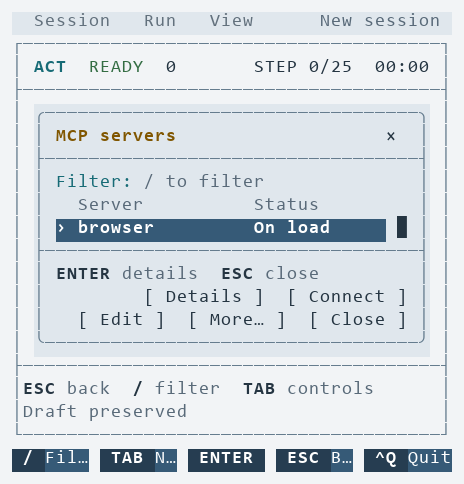 Session Run View New session
ACT READY 0 STEP 0/25 00:00
MCP servers ×
Filter: / to filter
Server Status
› browser On load
ENTER details ESC close
[ Details ] [ Connect ]
[ Edit ] [ More… ] [ Close ]
ESC back / filter TAB controls
Draft preserved
/ Fil… TAB N… ENTER ESC B… ^Q Quit